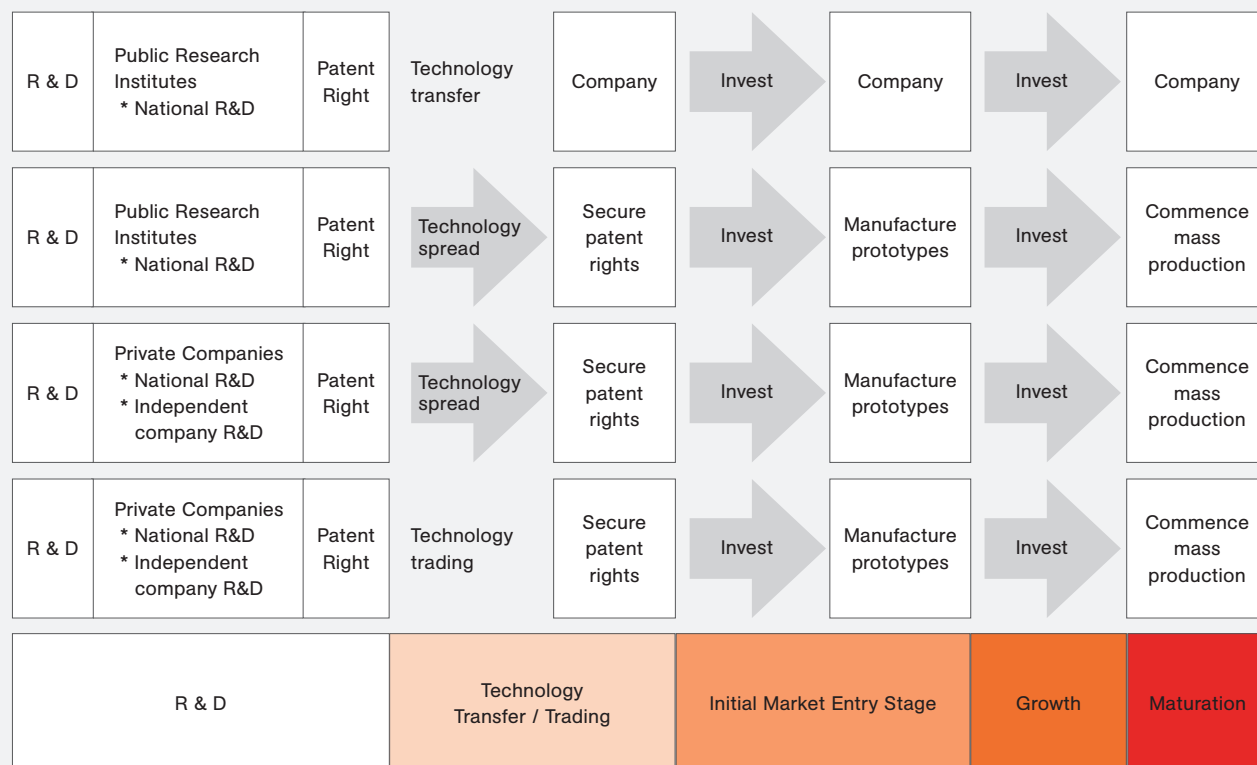 R & D
Public Research
Institutes
* National R&D
Patent
Right
Technology
transfer
Company
Invest
Company
Invest
Company
R & D
Public Research
Institutes
* National R&D
Patent
Right
Technology
spread
Secure
patent
rights
Invest
Manufacture
prototypes
Invest
Commence
mass
production
R & D
Private Companies
* National R&D
* Independent
company R&D
Patent
Right
Technology
spread
Secure
patent
rights
Invest
Manufacture
prototypes
Invest
Commence
mass
production
R & D
Private Companies
* National R&D
* Independent
company R&D
Patent
Right
Technology
trading
Secure
patent
rights
Invest
Manufacture
prototypes
Invest
Commence
mass
production
R & D
Technology
Transfer / Trading
Initial Market Entry Stage
Growth
Maturation